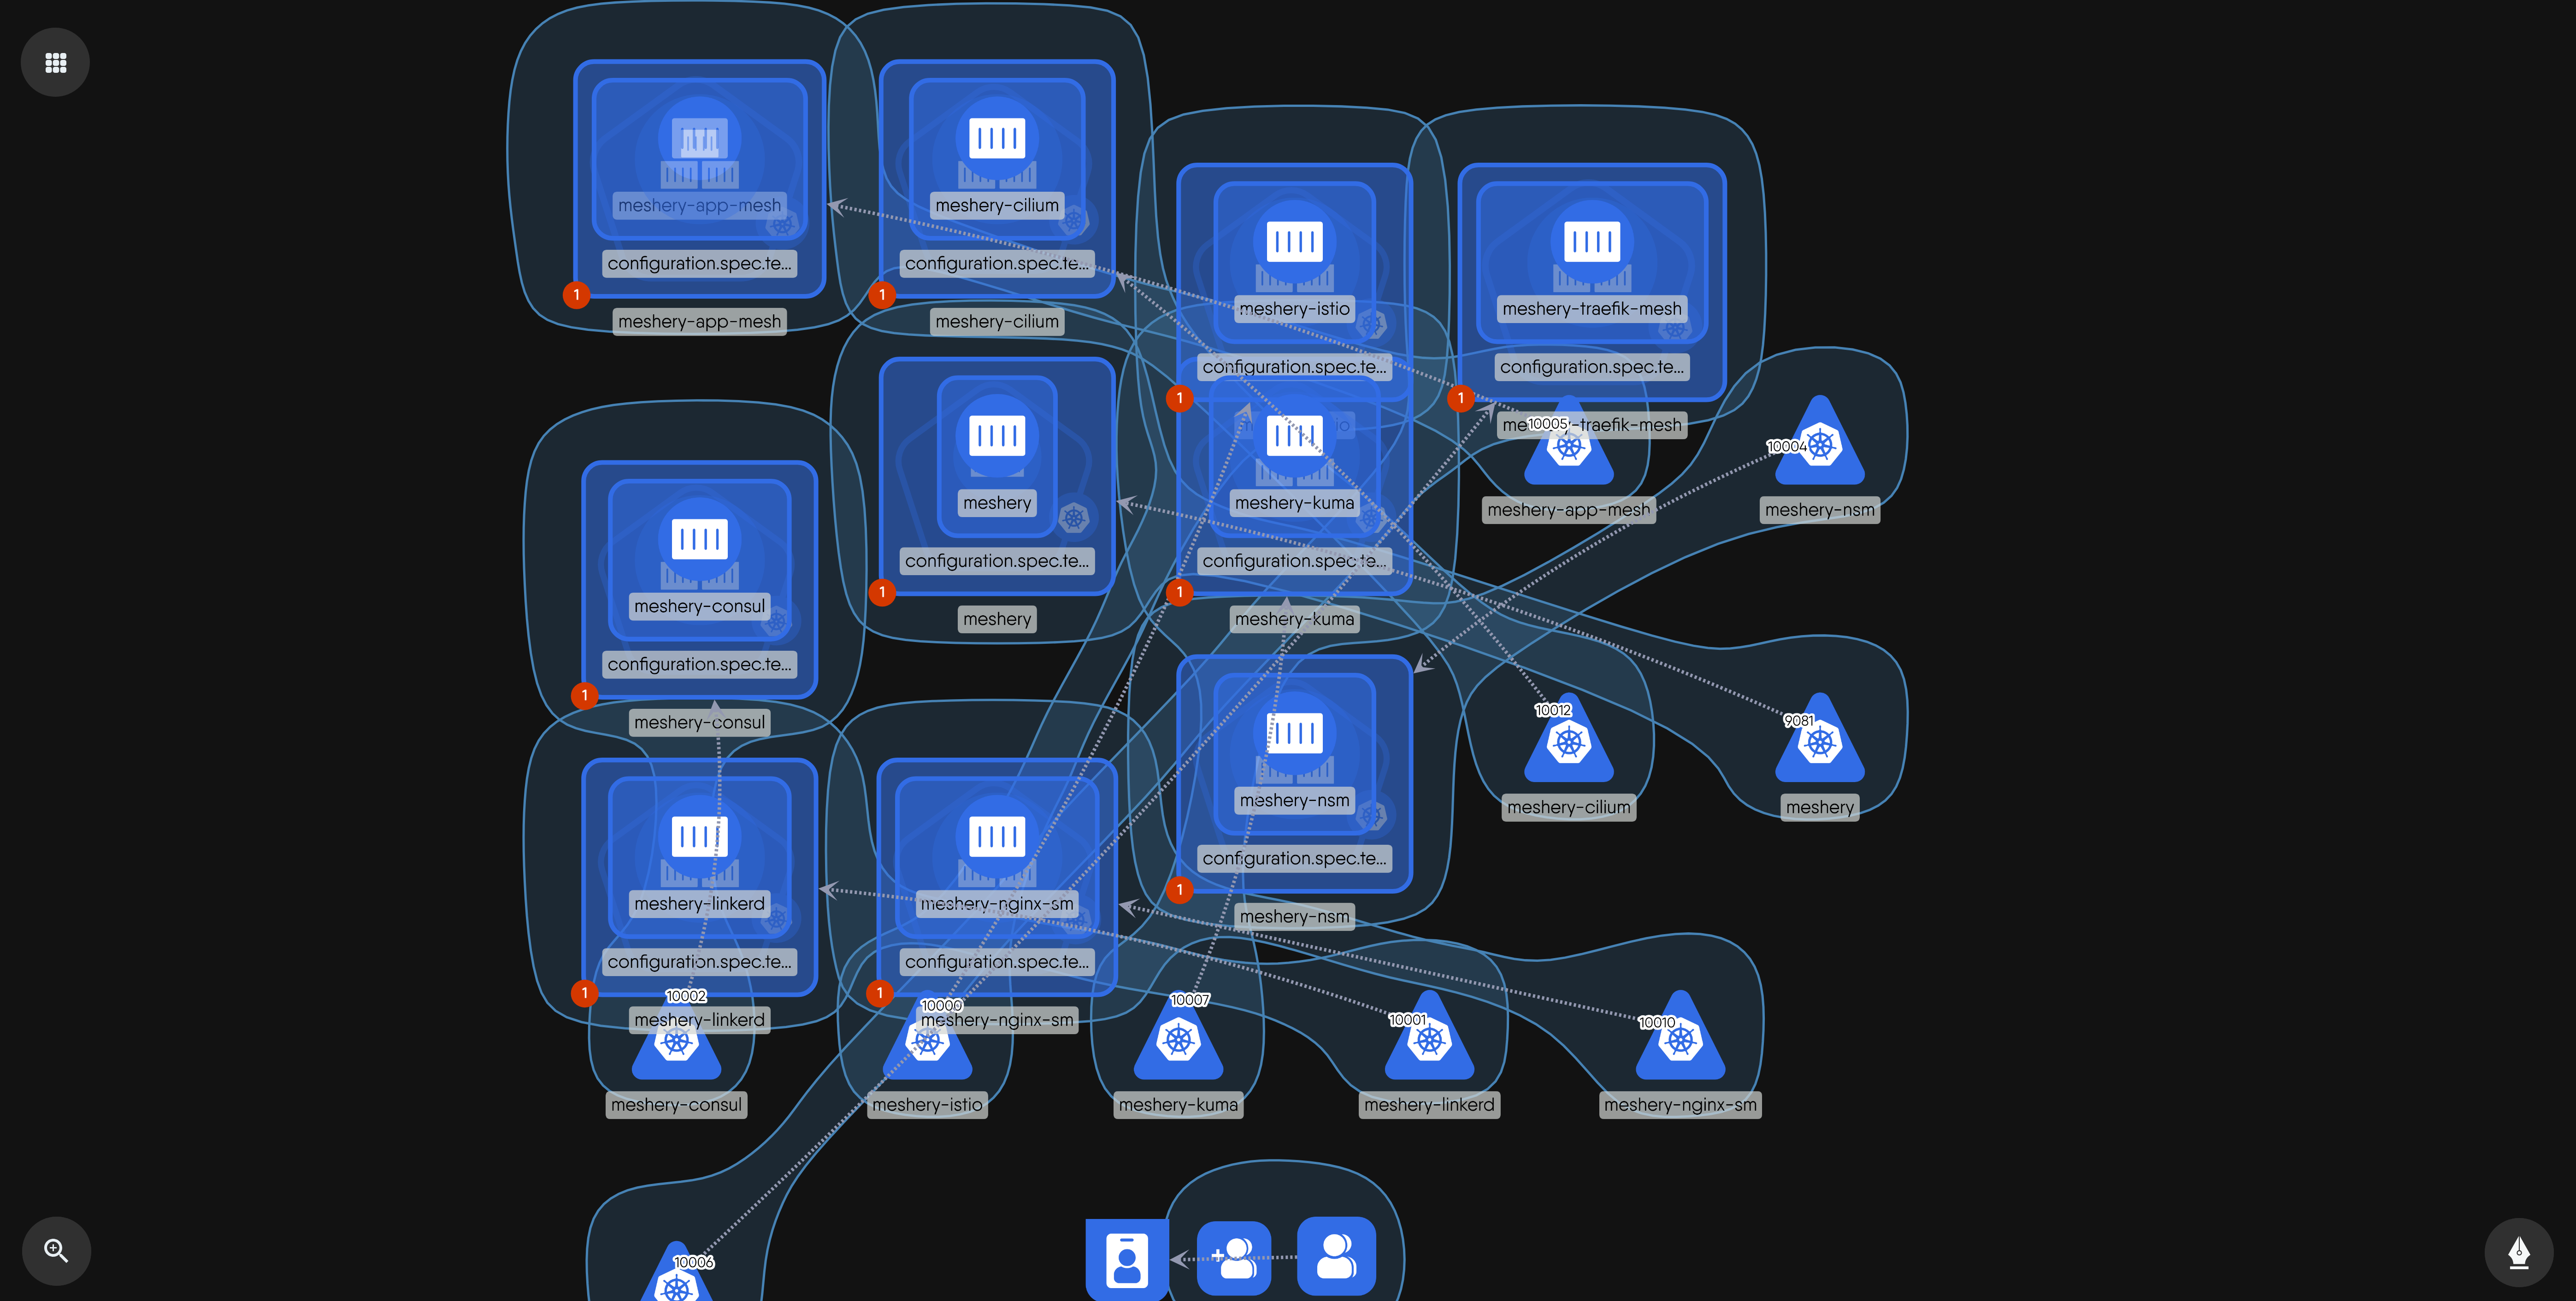 meshery-app-mesh
configuration.spec.te...
1
meshery-app-mesh
meshery-cilium
configuration.spec.te...
1
meshery-cilium
meshery-istio
configuration.spec.te...
1
meshery-traefik-mesh
configuration.spec.te...
1
meshery-traefik-mesh
10005
meshery-app-mesh
10004
meshery-nsm
meshery
configuration.spec.te...
1
meshery
meshery-kuma
configuration.spec.te...
1
meshery-kuma
meshery-consul
configuration.spec.te...
1
meshery-consul
meshery-nsm
configuration.spec.te...
1
meshery-nsm
10012
meshery-cilium
9081
meshery
meshery-linkerd
configuration.spec.te...
1
meshery-linkerd
meshery-nginx-sm
configuration.spec.te...
1
meshery-nginx-sm
10002
meshery-consul
10000
meshery-istio
10007
meshery-kuma
10001
meshery-linkerd
10010
meshery-nginx-sm
10006